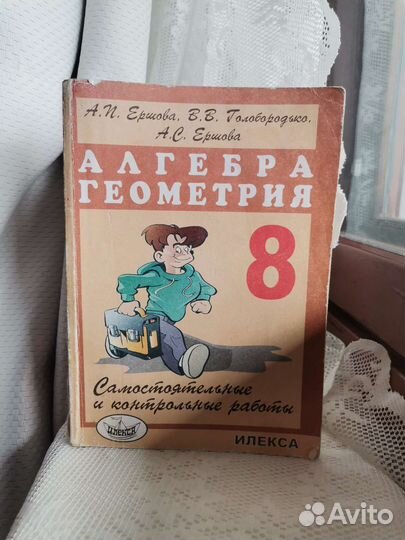 А.П. Ершова, В.В. Голобородько,
А.С. Ершова
АЛГЕБРА
ГЕОМЕТРИЯ
8
Самостоятельные
и контрольные работы
ИЛЕКСА
ИЛЕКСА
Avito